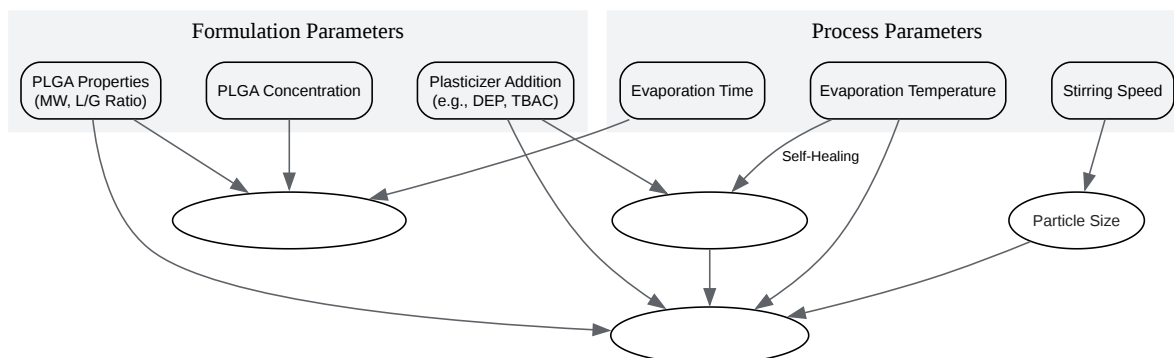 Formulation Parameters
Process Parameters
PLGA Properties
(MW, L/G Ratio)
PLGA Concentration
Plasticizer Addition
(e.g., DEP, TBAC)
Evaporation Time
Evaporation Temperature
Stirring Speed
Self-Healing
Particle Size